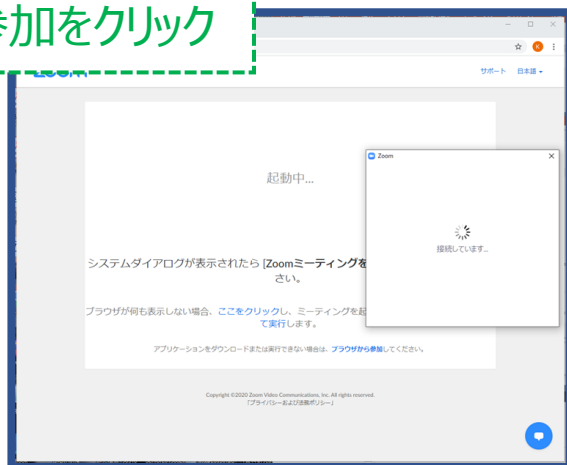 参加をクリック
サポート 日本語
起動中...
Zoom
接続しています...
システムダイアログが表示されたら [Zoomミーティングを
さい。
ブラウザが何も表示しない場合、ここをクリックし、ミーティングを起
て実行します。
アプリケーションをダウンロードまたは実行できない場合は、ブラウザから参加してください。
Copyright ©2020 Zoom Video Communications, Inc. All rights reserved.
「プライバシーおよび法務ポリシー」